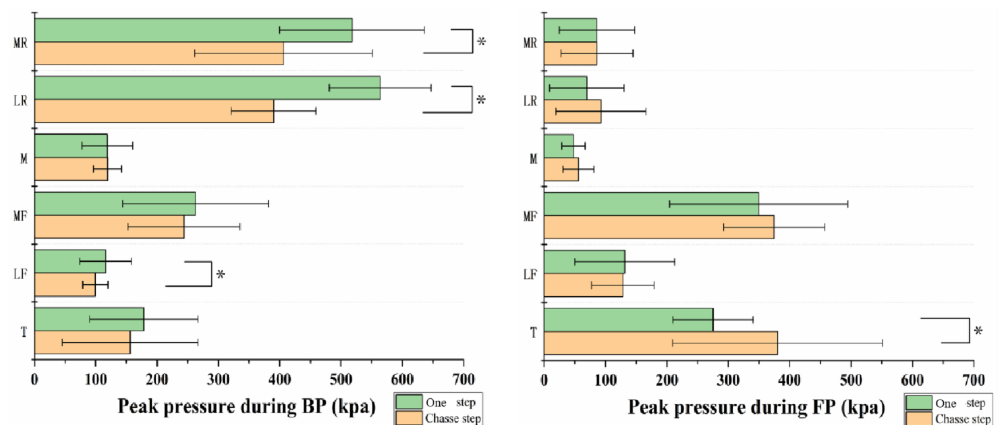 MR
*
LR
*
M
MF
LF
*
T
0 100 200 300 400 500 600 700
Peak pressure during BP (kpa)
One step
Chasse step
MR
LR
M
MF
LF
T
*
0 100 200 300 400 500 600 700
Peak pressure during FP (kpa)
One step
Chasse step